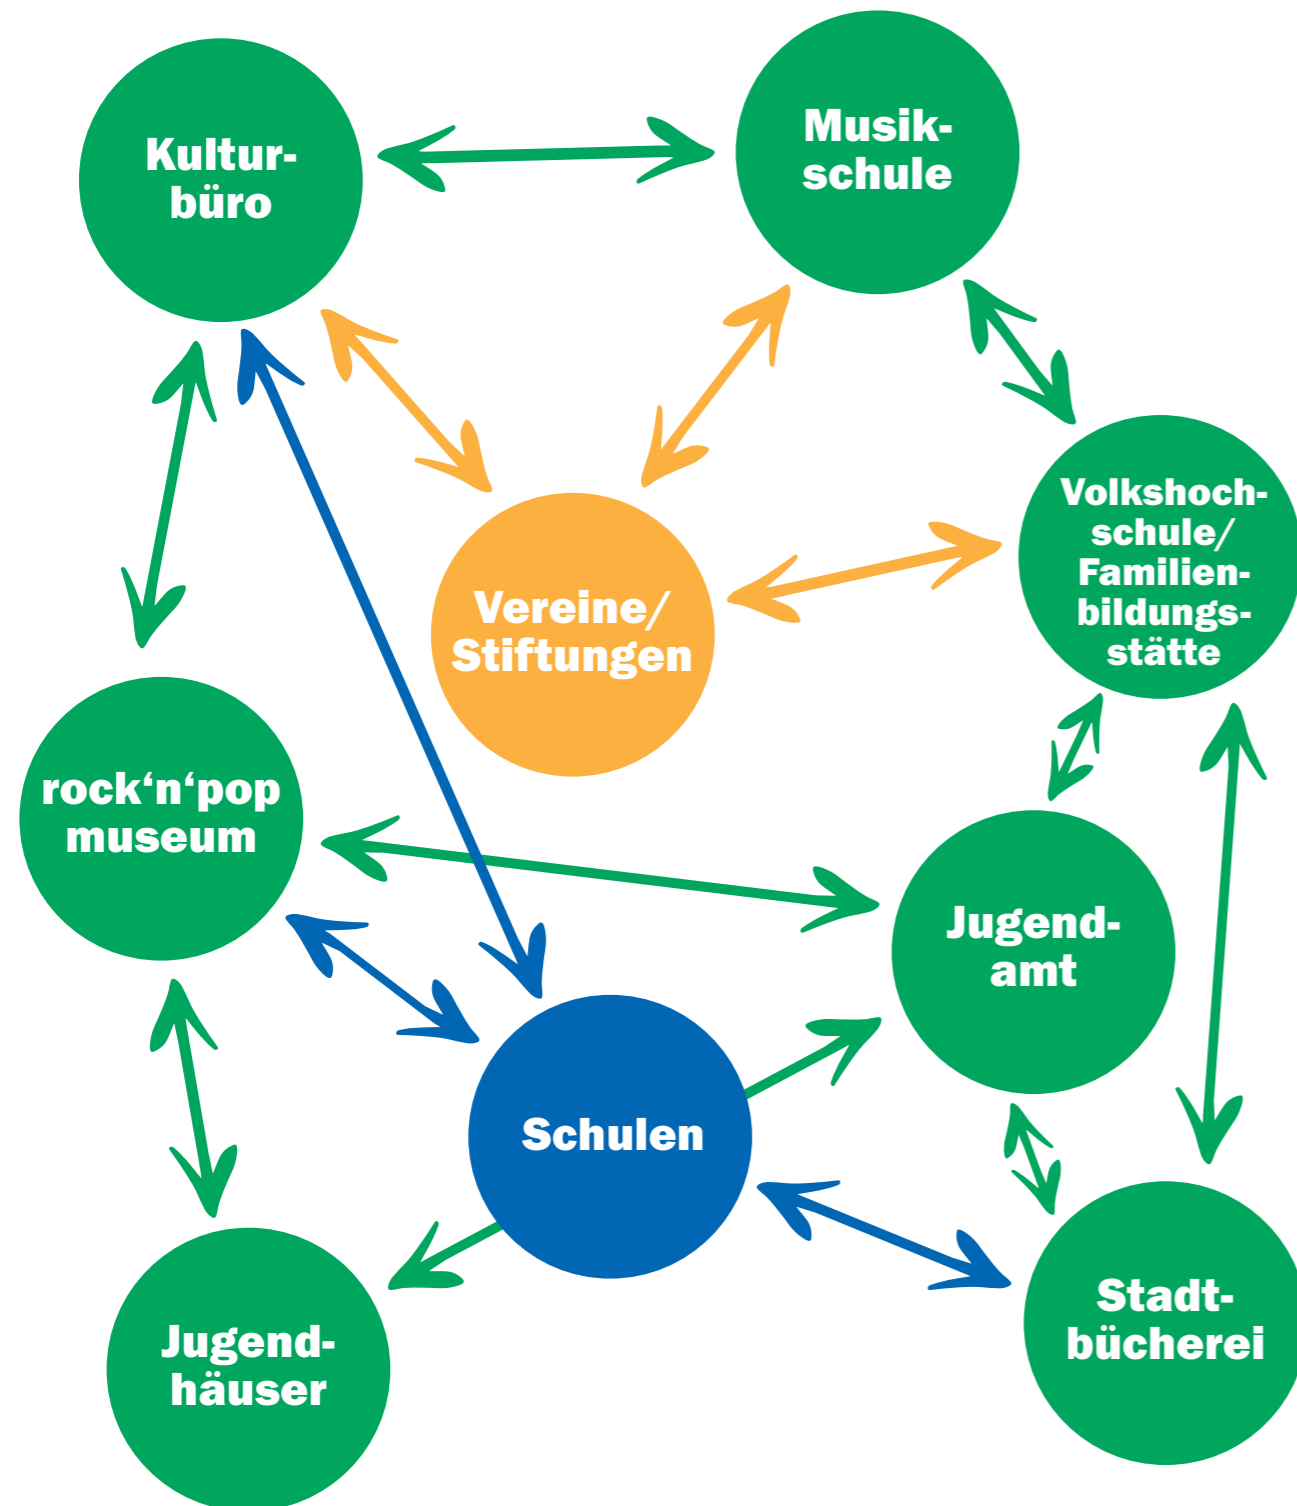 Kultur-
büro
Musik-
schule
Volkshoch-
schule/
Familien-
bildungs-
stätte
Vereine/
Stiftungen
rock‘n‘pop
museum
Jugend-
amt
Schulen
Stadt-
bücherei
Jugend-
häuser